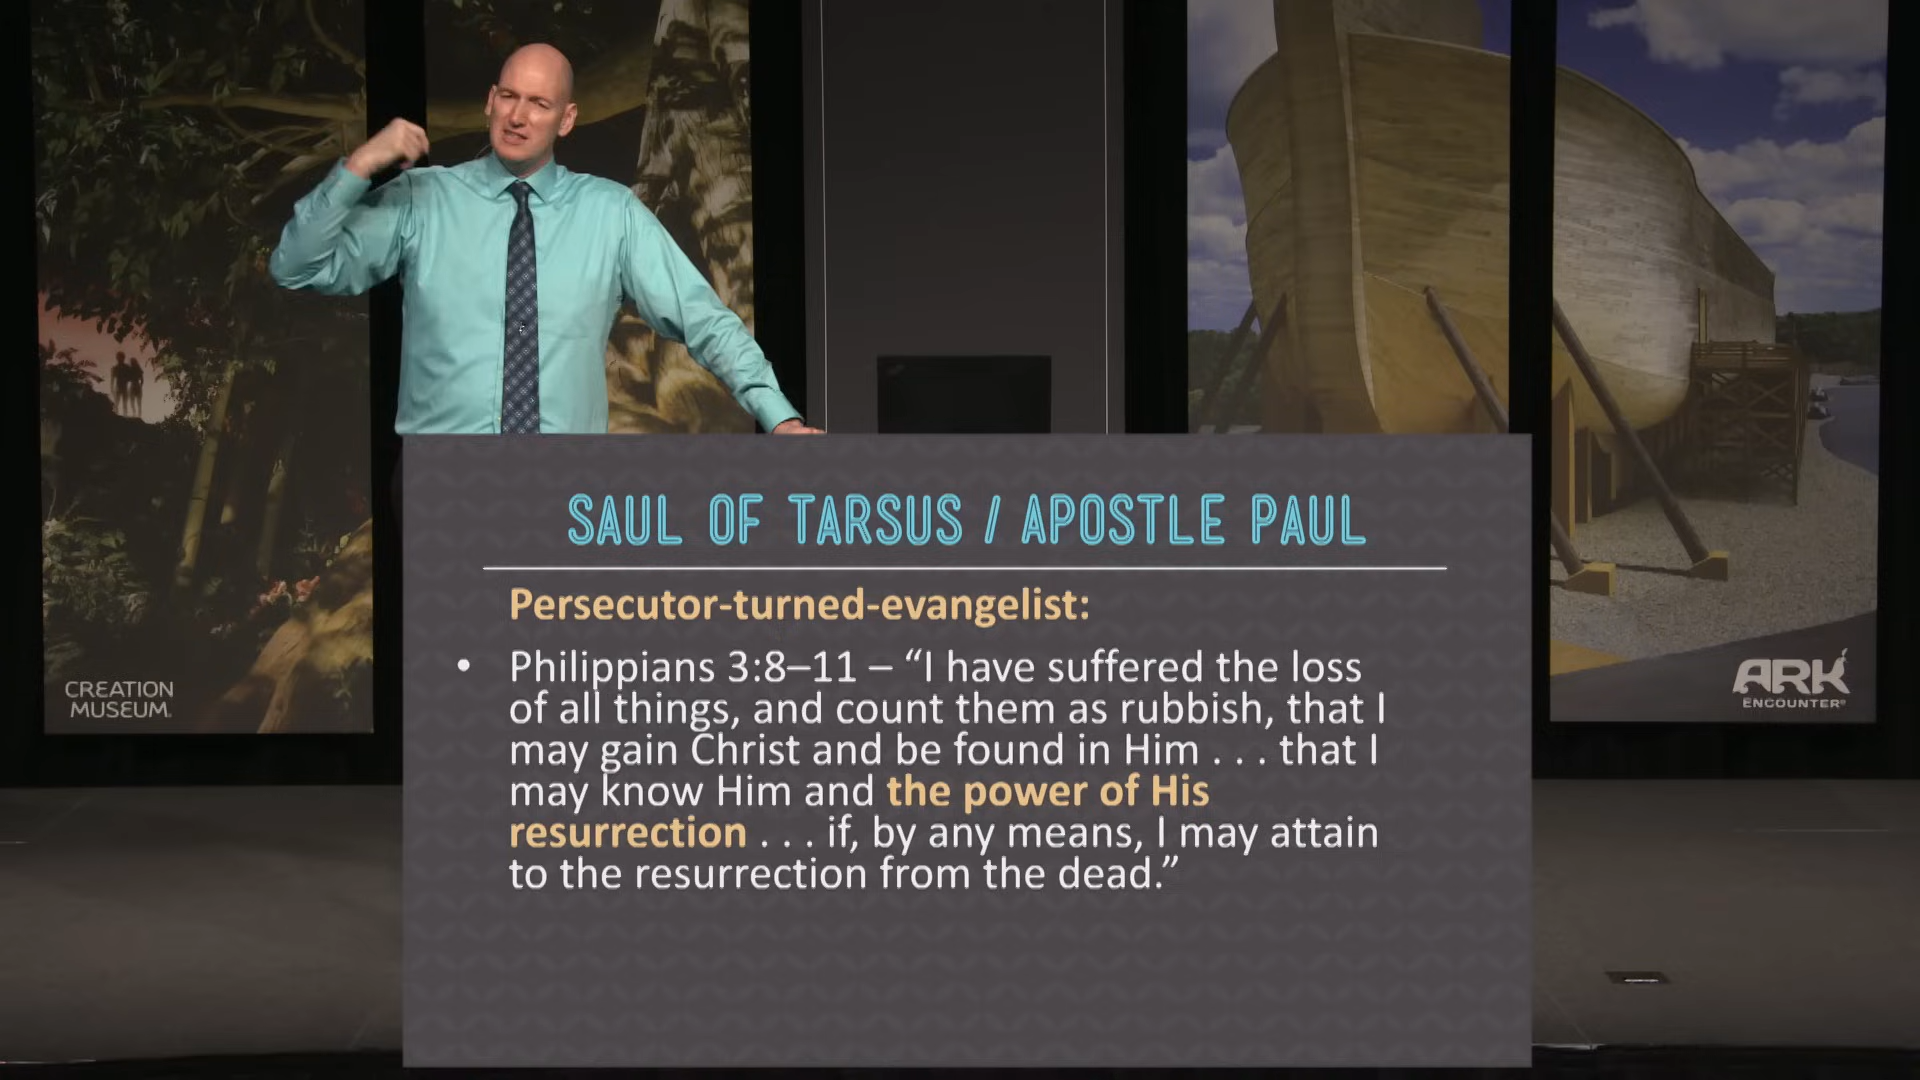 SAUL OF TARSUS / APOSTLE PAUL
Persecutor-turned-evangelist:
• Philippians 3:8–11 – “I have suffered the loss
of all things, and count them as rubbish, that I
may gain Christ and be found in Him . . . that I
may know Him and the power of His
resurrection . . . if, by any means, I may attain
to the resurrection from the dead.”
CREATION
MUSEUM®
ARK
ENCOUNTER®